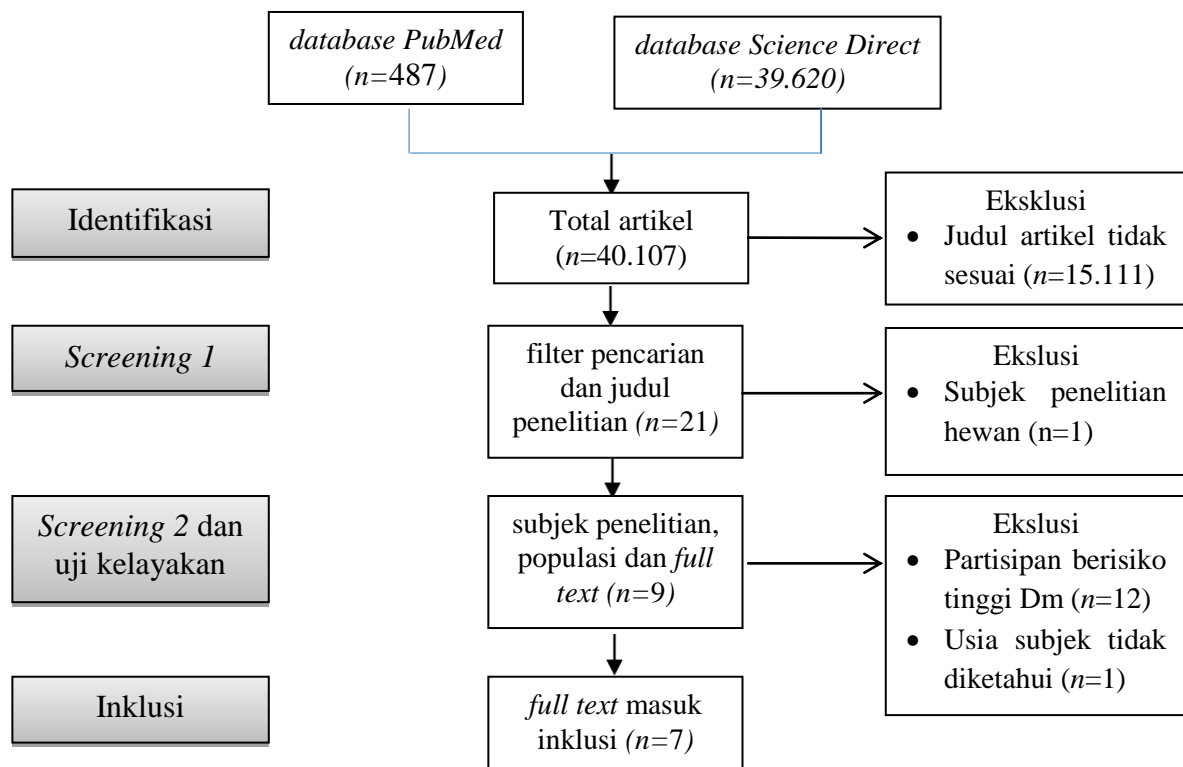 database PubMed
(n=487
database Science Direct
(n=39.620)
Identifikasi
Total artikel
(n=40.107)
Eksklusi
• Judul artikel tidak
sesuai (n=15.111)
Screening 1
filter pencarian
dan judul
penelitian (n=21)
Ekslusi
• Subjek penelitian
hewan (n=1)
Screening 2 dan
uji kelayakan
subjek penelitian,
populasi dan full
text (n=9)
Ekslusi
• Partisipan berisiko
tinggi Dm (n=12)
• Usia subjek tidak
diketahui (n=1)
Inklusi
full text masuk
inklusi (n=7)